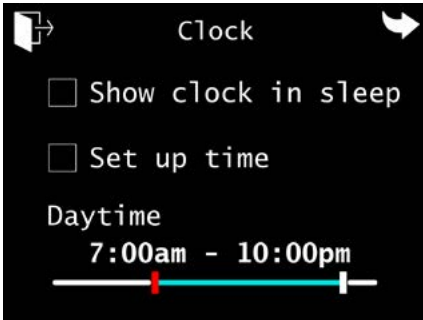 Clock
Show clock in sleep
Set up time
Daytime
7:00am - 10:00pm